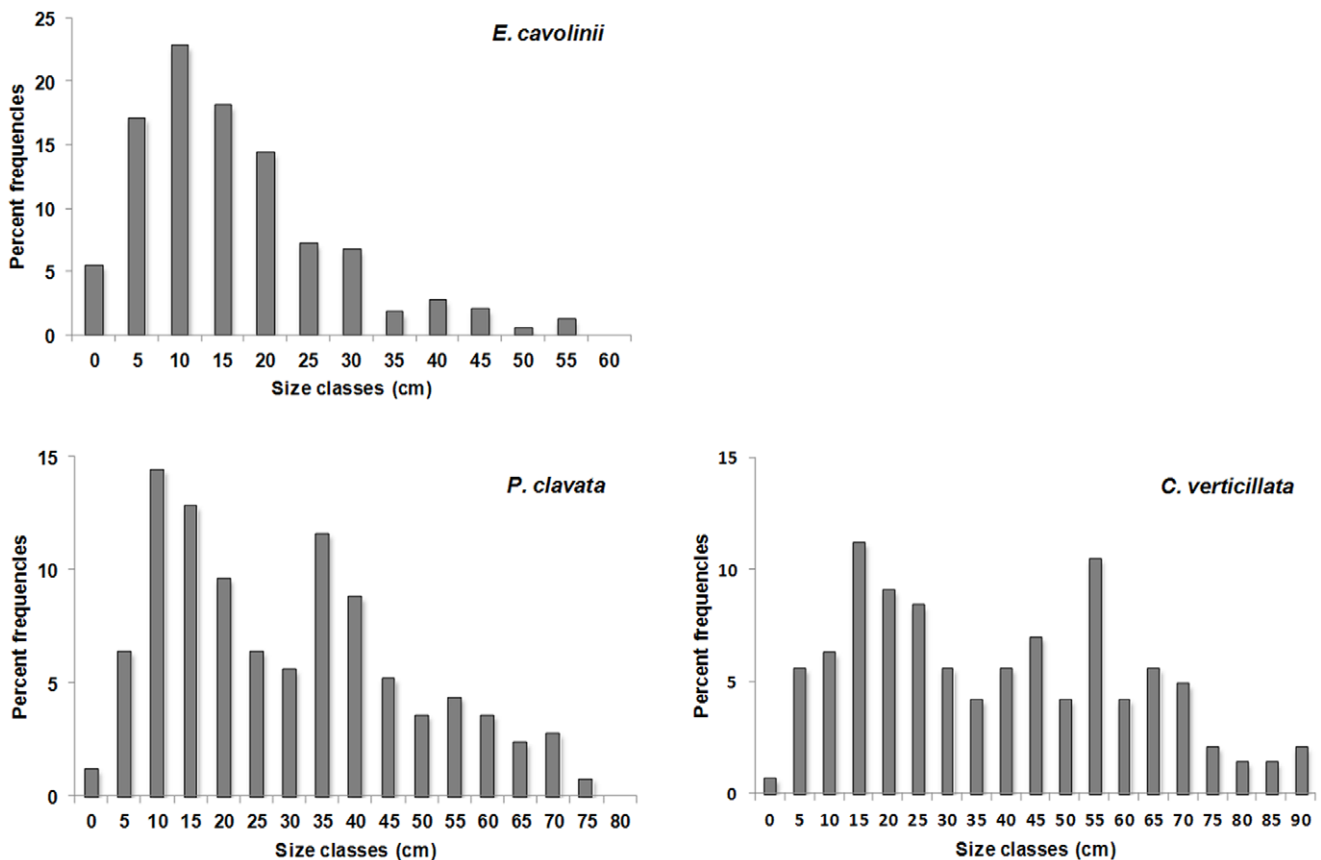 E. cavolinii
Percent frequencies
25
20
15
10
5
0
0 5 10 15 20 25 30 35 40 45 50 55 60
Size classes (cm)
P. clavata
Percent frequencies
15
10
5
0
0 5 10 15 20 25 30 35 40 45 50 55 60 65 70 75 80
Size classes (cm)
C. verticillata
Percent frequencies
15
10
5
0
0 5 10 15 20 25 30 35 40 45 50 55 60 65 70 75 80 85 90
Size classes (cm)